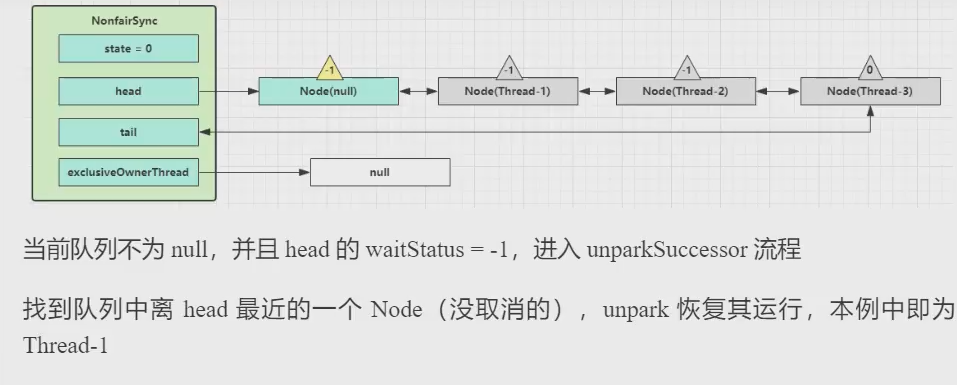 NonfairSync
state = 0
head
tail
exclusiveOwnerThread
-1
-1
-1
0
Node(null)
Node(Thread-1)
Node(Thread-2)
Node(Thread-3)
null
当前队列不为 null，并且 head 的 waitStatus = -1，进入 unparkSuccessor 流程
找到队列中离 head 最近的一个 Node（没取消的），unpark 恢复其运行，本例中即为
Thread-1